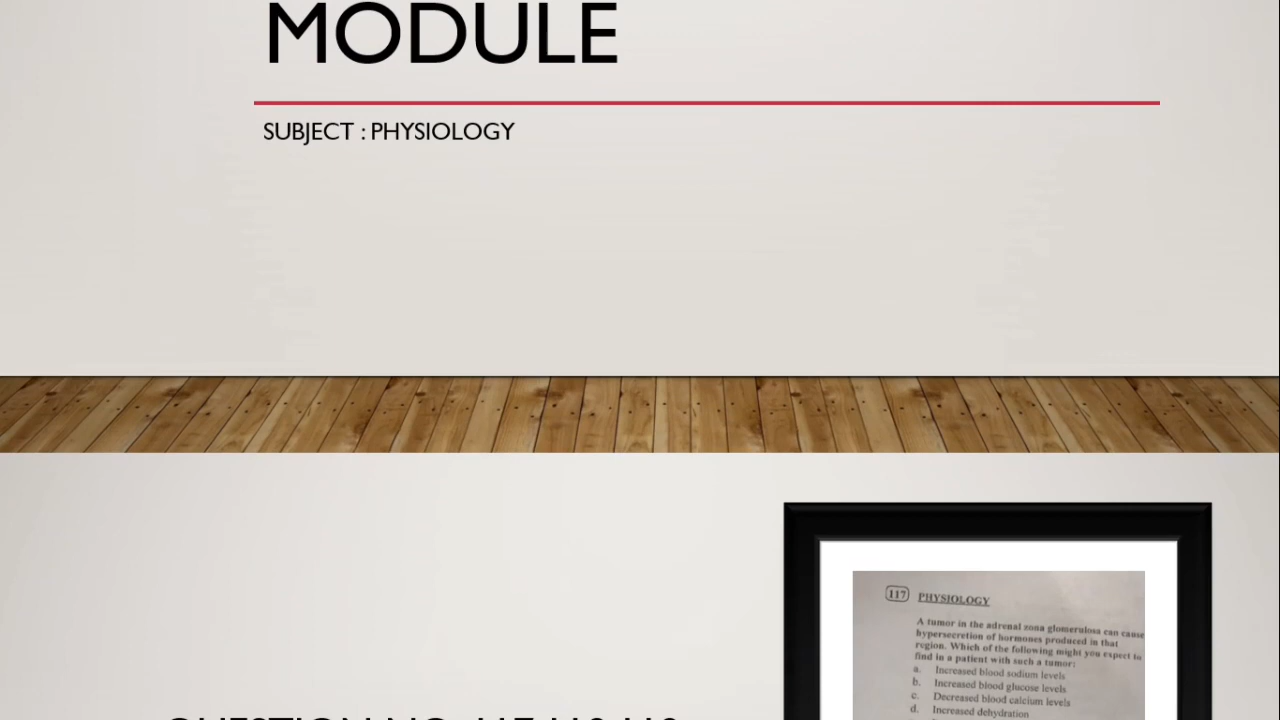 MODULE
SUBJECT : PHYSIOLOGY
117 PHYSIOLOGY
A tumor in the adrenal zona glomerulosa can cause
hypersecretion of hormones produced in that
region. Which of the following might you expect to
find in a patient with such a tumor:
a. Increased blood sodium levels
b. Increased blood glucose levels
c. Decreased blood calcium levels
d. Increased dehydration
QUESTION NO